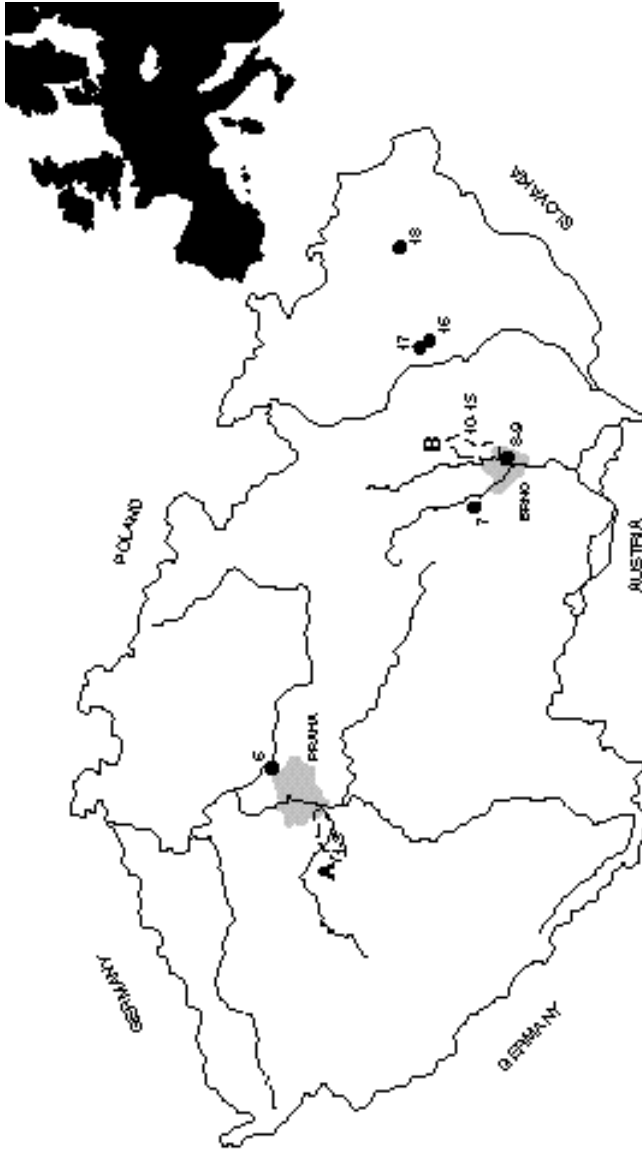 GERMANY
POLAND
6
PRAHA
A
GERMANY
B
10-15
8-9
7
BRNO
17
16
18
SLOVAKIA
AUSTRIA